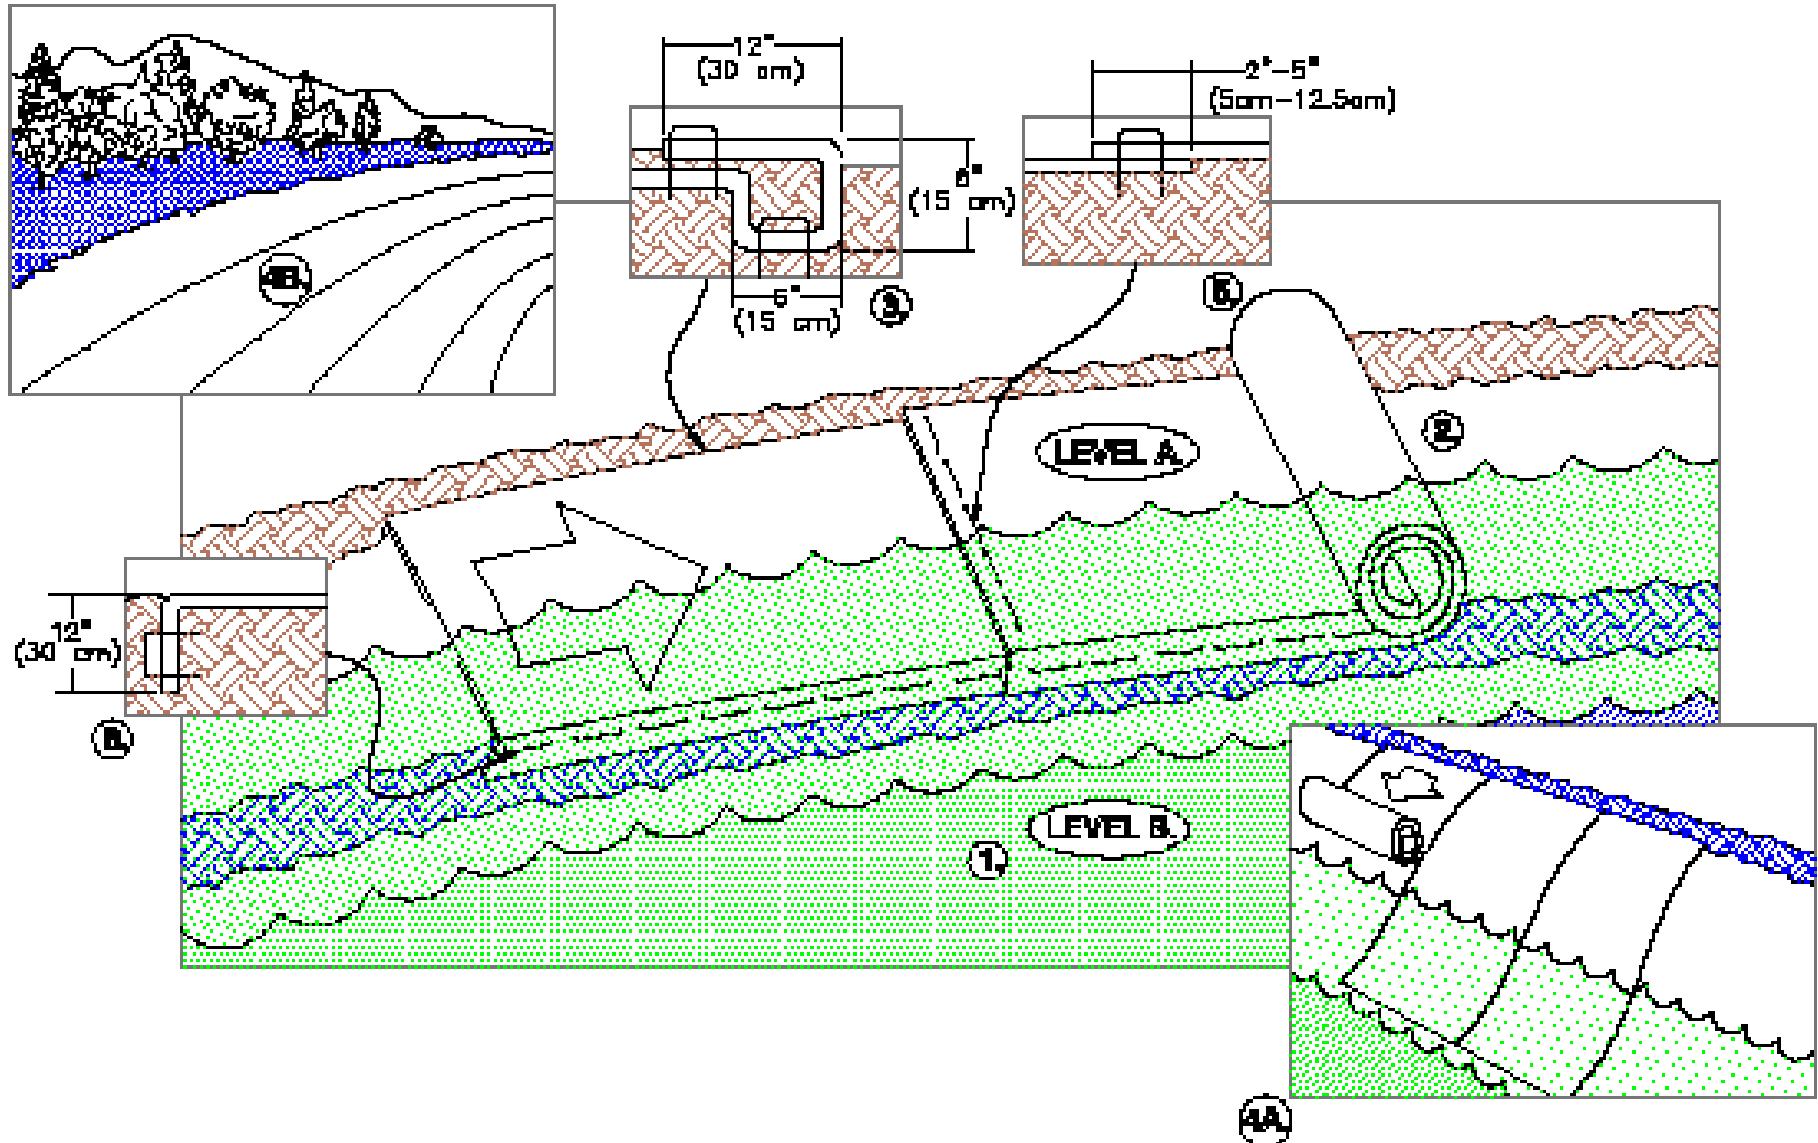 12"
(30 cm)
2"-5"
(5cm-12.5cm)
6"
(15 cm)
4B.
6"
(15 cm)
3.
5.
2.
LEVEL A.
12"
(30 cm)
LEVEL B.
1.
4A.